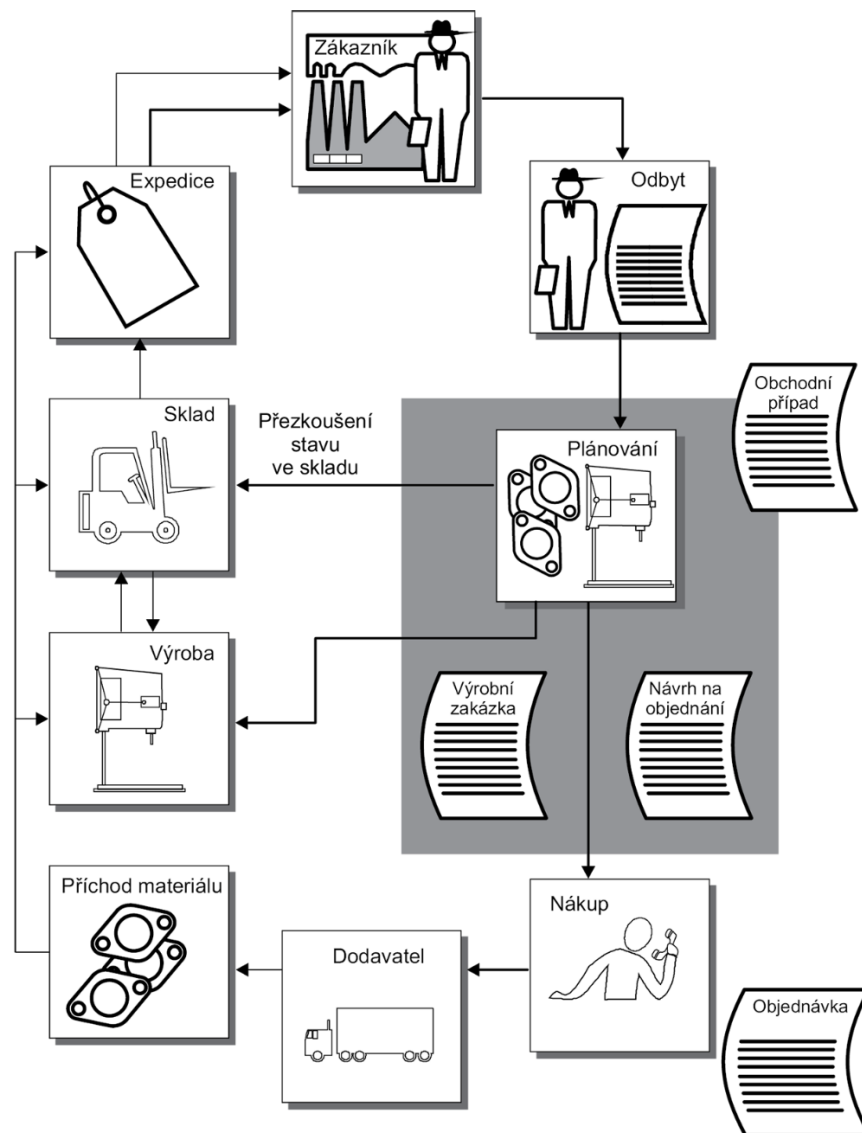 Zákazník
Expedice
Odbyt
Sklad
Přezkoušení
stavu
ve skladu
Plánování
Obchodní
případ
Výroba
Výrobní
zakázka
Návrh na
objednání
Příchod materiálu
Dodavatel
Nákup
Objednávka